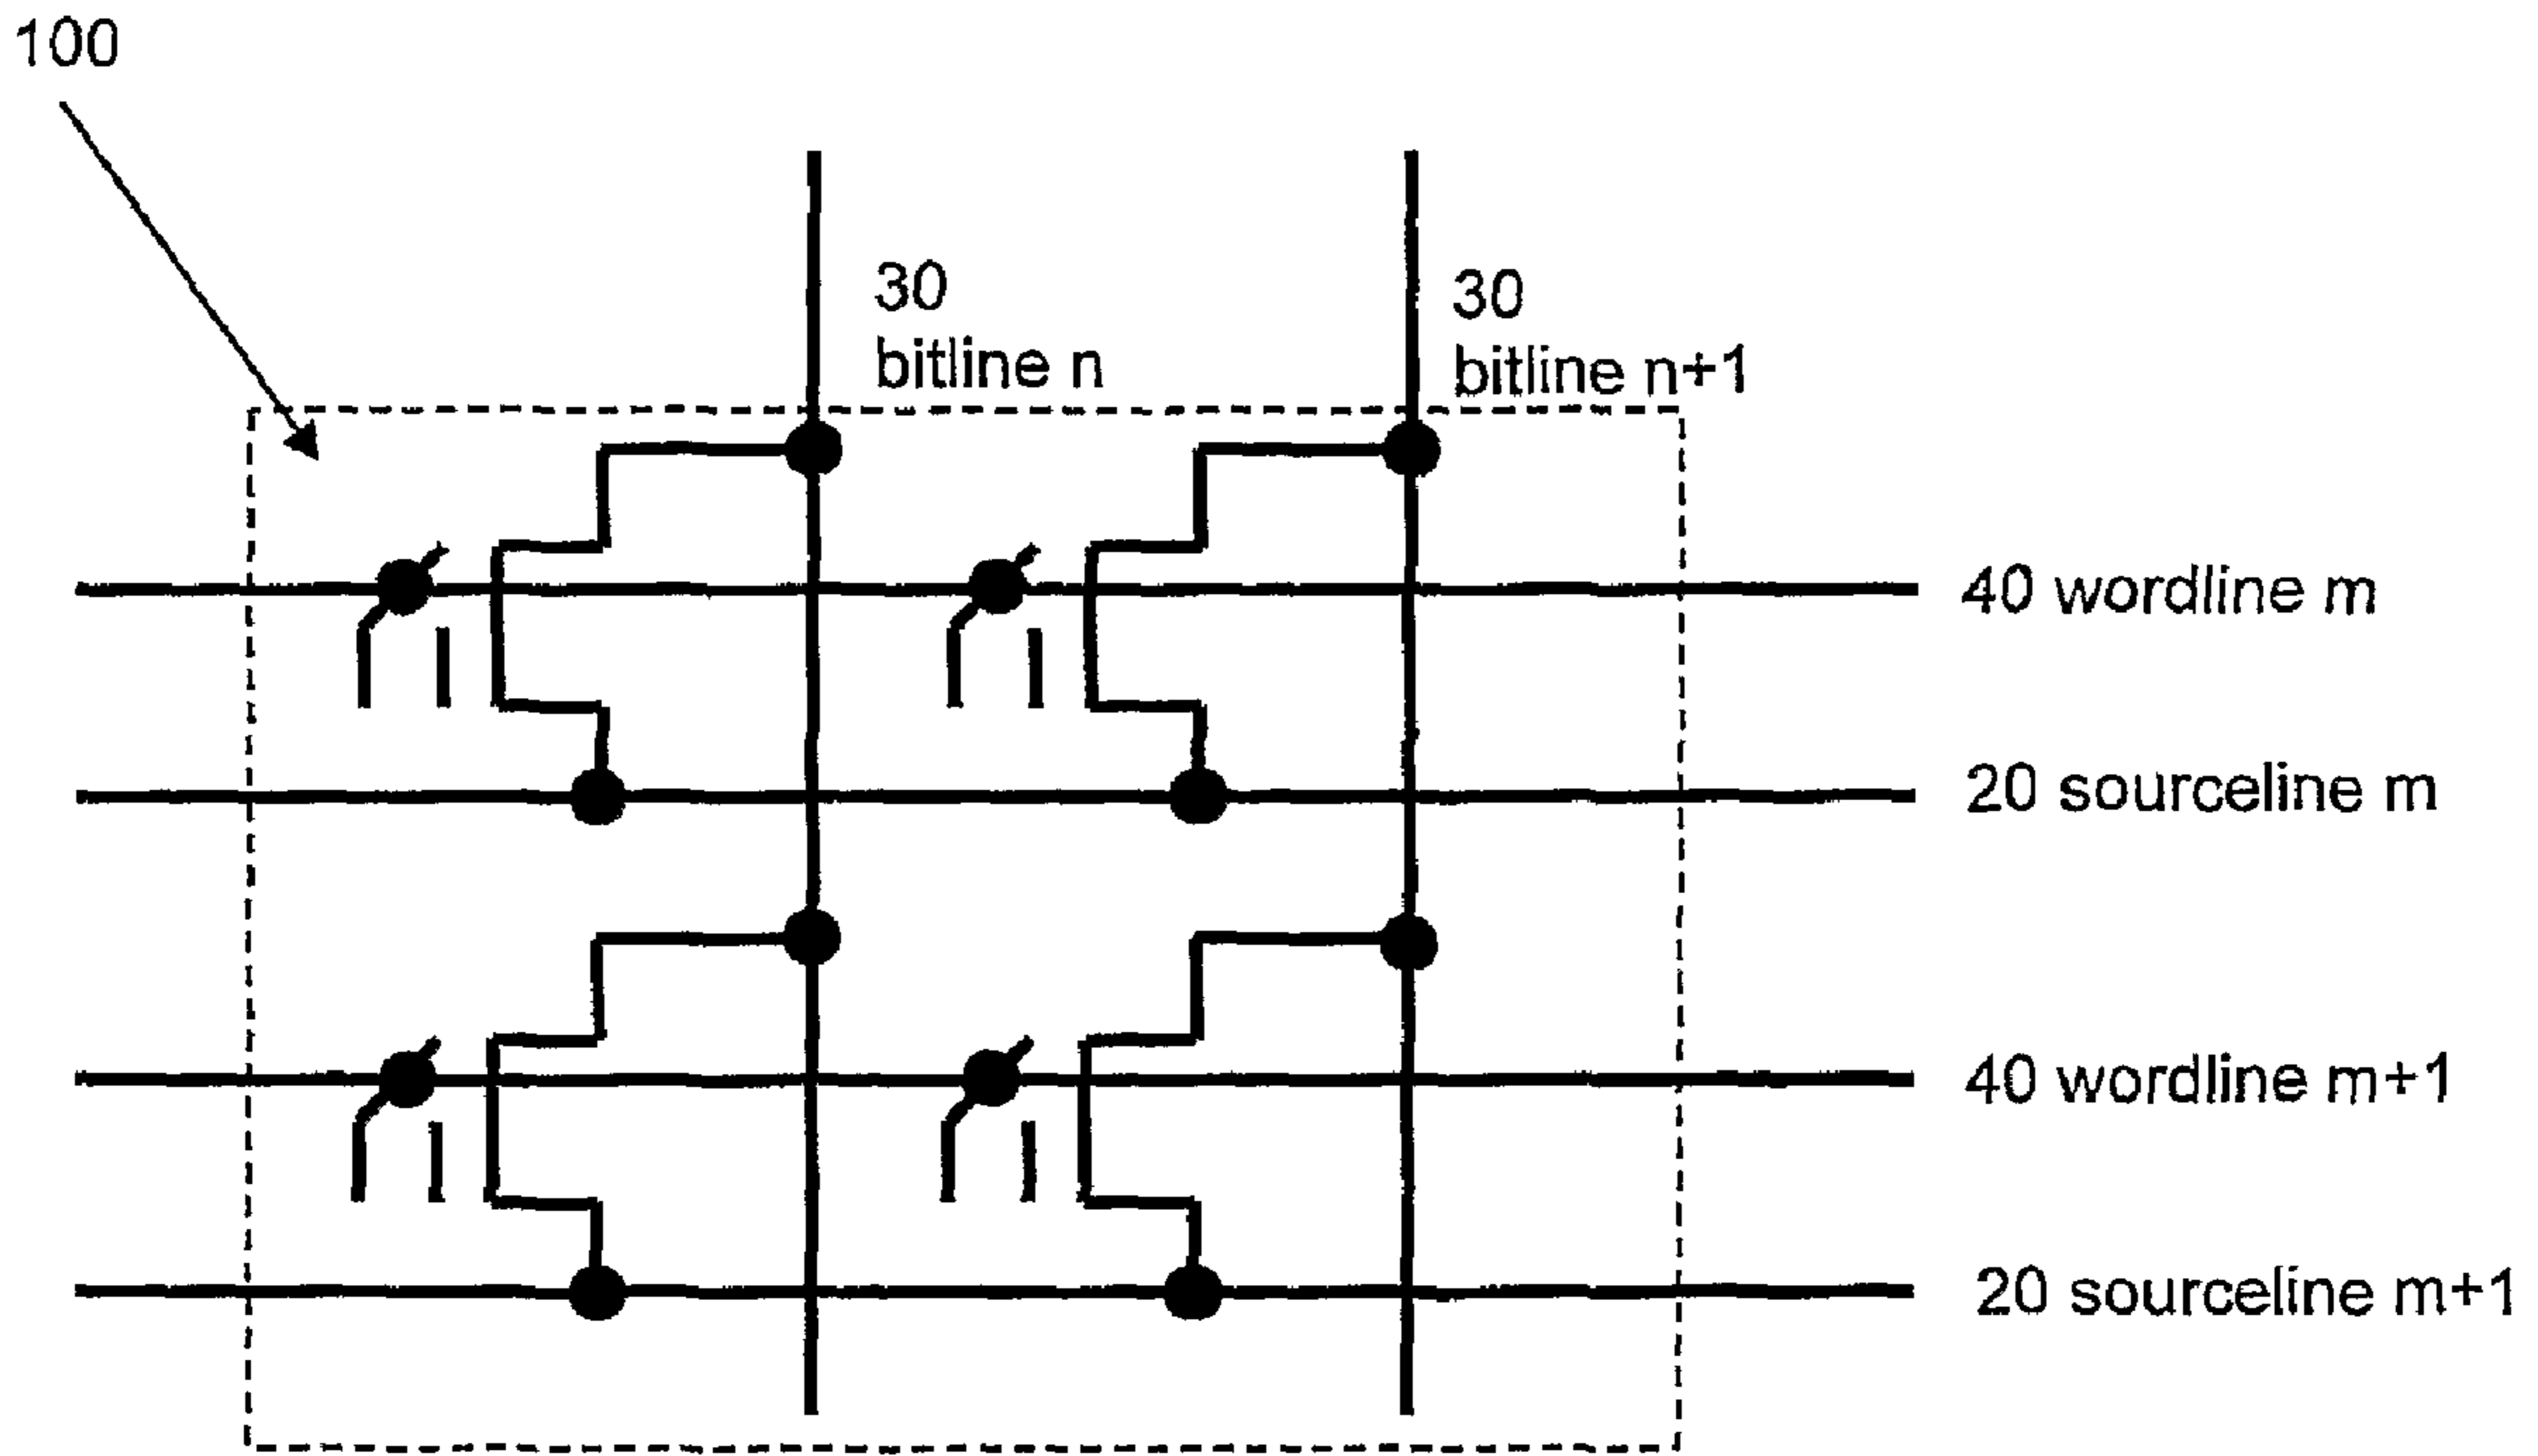 100
30
bitline n
30
bitline n+1
40 wordline m
20 sourceline m
40 wordline m+1
20 sourceline m+1